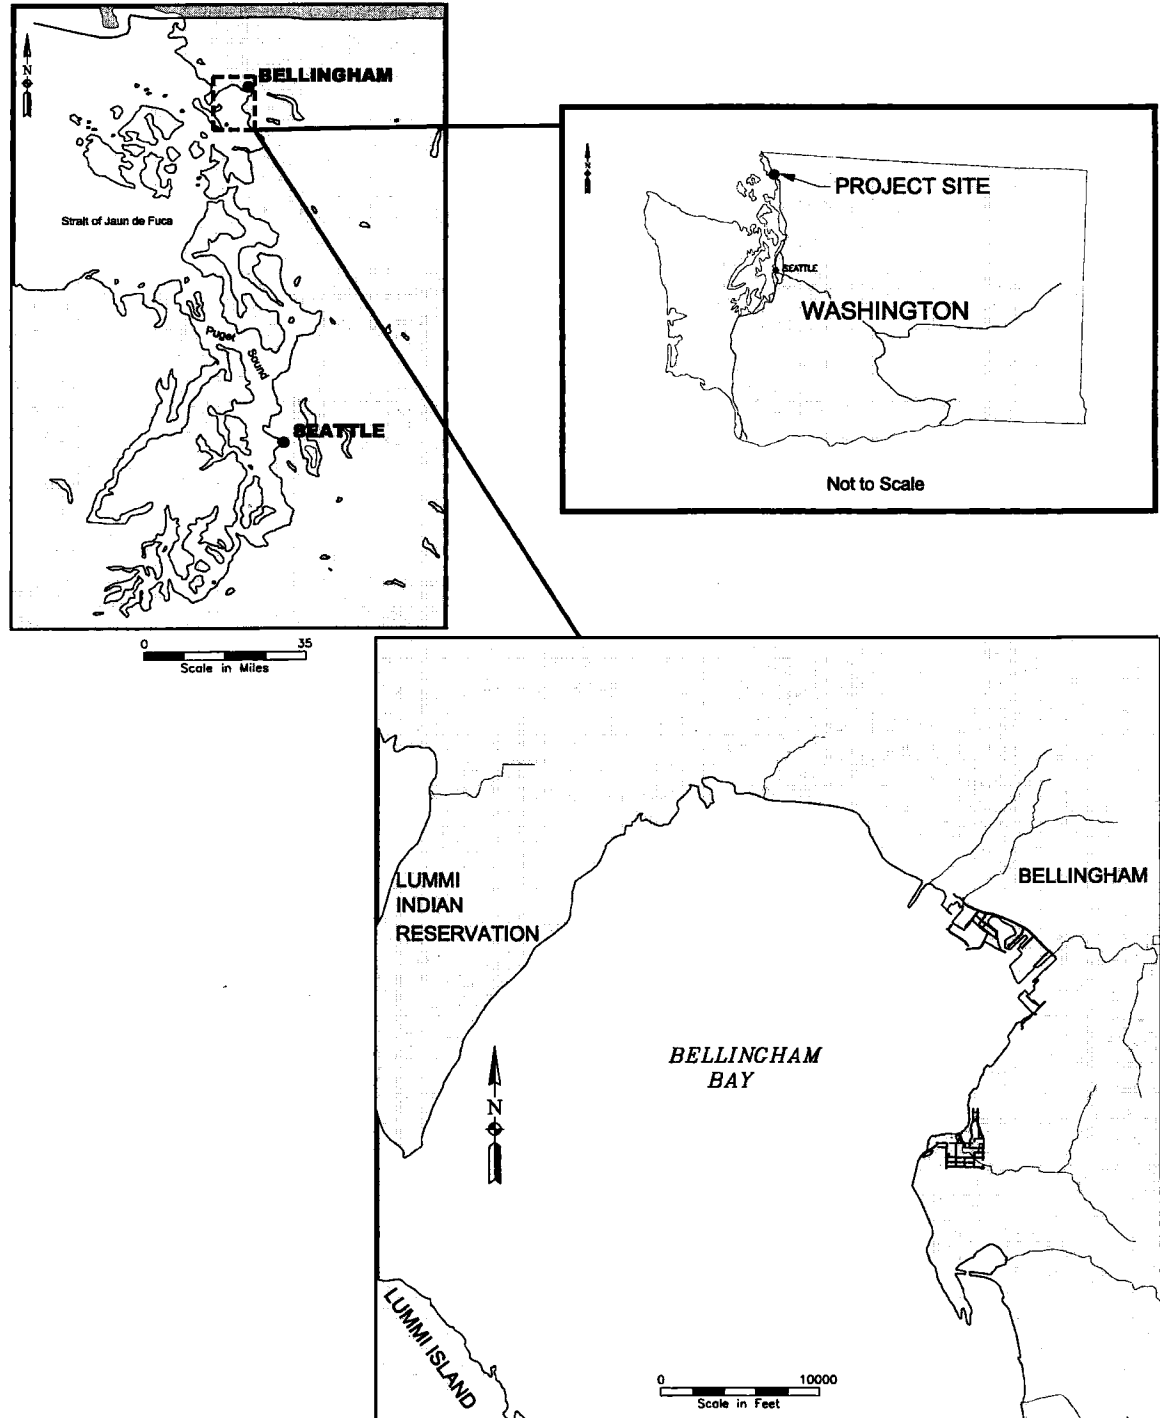 N
BELLINGHAM
Strait of Jaun de Fuca
Puget
Sound
SEATTLE
0 35
Scale in Miles
N
PROJECT SITE
SEATTLE
WASHINGTON
Not to Scale
LUMMI
INDIAN
RESERVATION
BELLINGHAM
BELLINGHAM
BAY
N
LUMMI ISLAND
0 10000
Scale in Feet